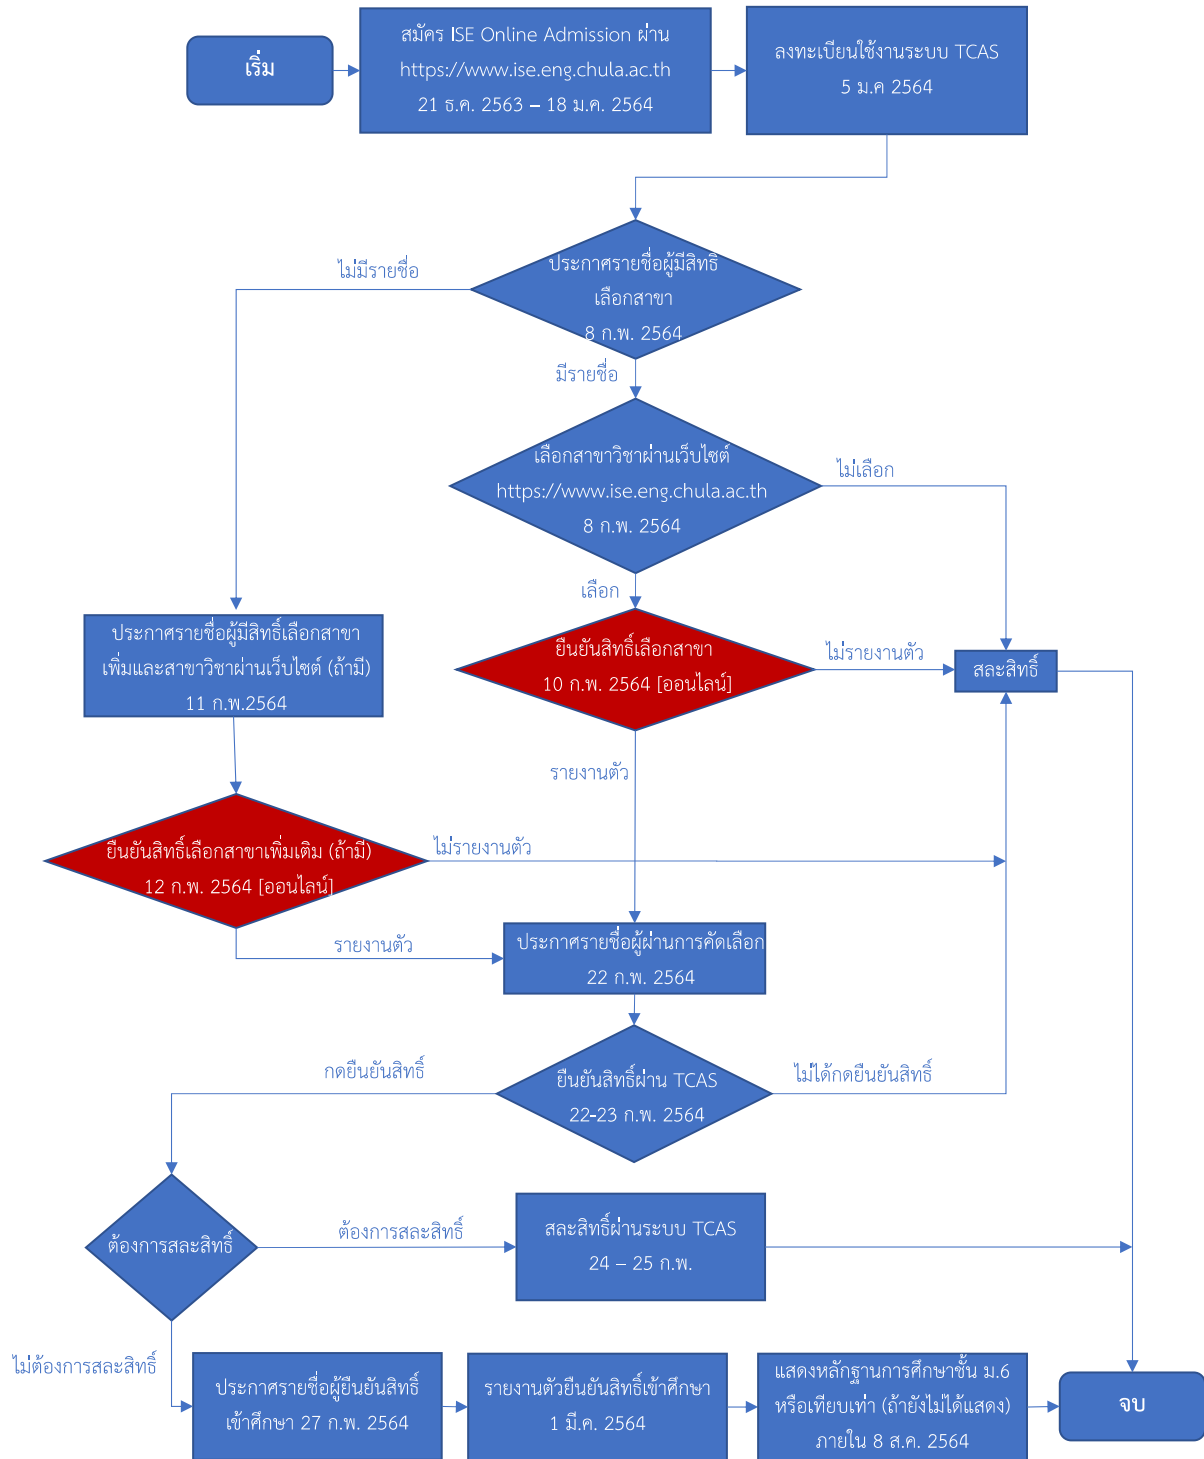 เริ่ม
สมัคร ISE Online Admission ผ่าน
https://www.ise.eng.chula.ac.th
21 ธ.ค. 2563 – 18 ม.ค. 2564
ลงทะเบียนใช้งานระบบ TCAS
5 ม.ค 2564
ไม่มีรายชื่อ
ประกาศรายชื่อผู้มีสิทธิ
เลือกสาขา
8 ก.พ. 2564
มีรายชื่อ
เลือกสาขาวิชาผ่านเว็บไซต์
https://www.ise.eng.chula.ac.th
8 ก.พ. 2564
ไม่เลือก
เลือก
ประกาศรายชื่อผู้มีสิทธิ์เลือกสาขา
เพิ่มและสาขาวิชาผ่านเว็บไซต์ (ถ้ามี)
11 ก.พ.2564
ยืนยันสิทธิ์เลือกสาขา
10 ก.พ. 2564 [ออนไลน์]
ไม่รายงานตัว
สละสิทธิ์
รายงานตัว
ยืนยันสิทธิ์เลือกสาขาเพิ่มเติม (ถ้ามี)
12 ก.พ. 2564 [ออนไลน์]
ไม่รายงานตัว
รายงานตัว
ประกาศรายชื่อผู้ผ่านการคัดเลือก
22 ก.พ. 2564
กดยืนยันสิทธิ์
ยืนยันสิทธิ์ผ่าน TCAS
22-23 ก.พ. 2564
ไม่ได้กดยืนยันสิทธิ์
ต้องการสละสิทธิ์
ต้องการสละสิทธิ์
สละสิทธิ์ผ่านระบบ TCAS
24 – 25 ก.พ.
ไม่ต้องการสละสิทธิ์
ประกาศรายชื่อผู้ยืนยันสิทธิ์
เข้าศึกษา 27 ก.พ. 2564
รายงานตัวยืนยันสิทธิ์เข้าศึกษา
1 มี.ค. 2564
แสดงหลักฐานการศึกษาชั้น ม.6
หรือเทียบเท่า (ถ้ายังไม่ได้แสดง)
ภายใน 8 ส.ค. 2564
จบ